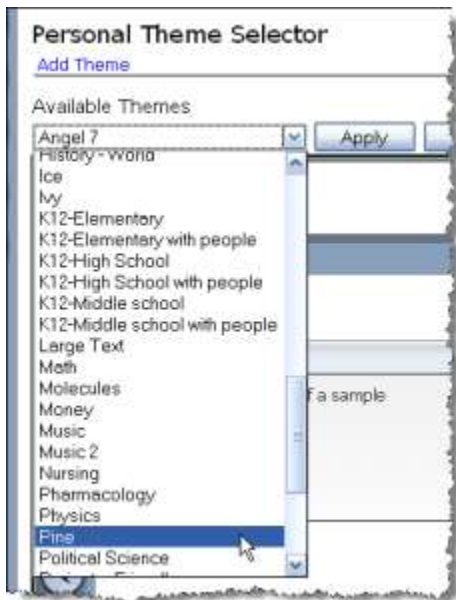 Personal Theme Selector
Add Theme
Available Themes
Angel 7
Apply
History - World
Ice
Ivy
K12-Elementary
K12-Elementary with people
K12-High School
K12-High School with people
K12-Middle school
K12-Middle school with people
Large Text
Math
Molecules
Money
Music
Music 2
Nursing
Pharmacology
Physics
Pine
Political Science
f a sample